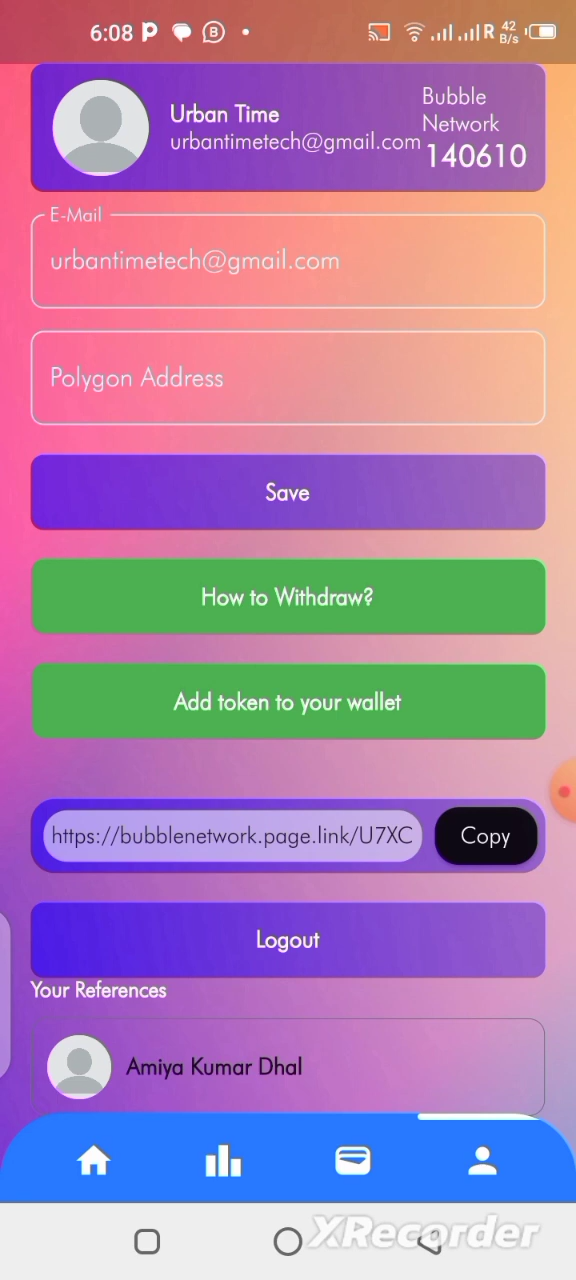 6:08
R
42
B/s
Urban Time
urbantimetech@gmail.com
Bubble
Network
140610
E-Mail
urbantimetech@gmail.com
Polygon Address
Save
How to Withdraw?
Add token to your wallet
https://bubblenetwork.page.link/U7XC
Copy
Logout
Your References
Amiya Kumar Dhal
XRecorder